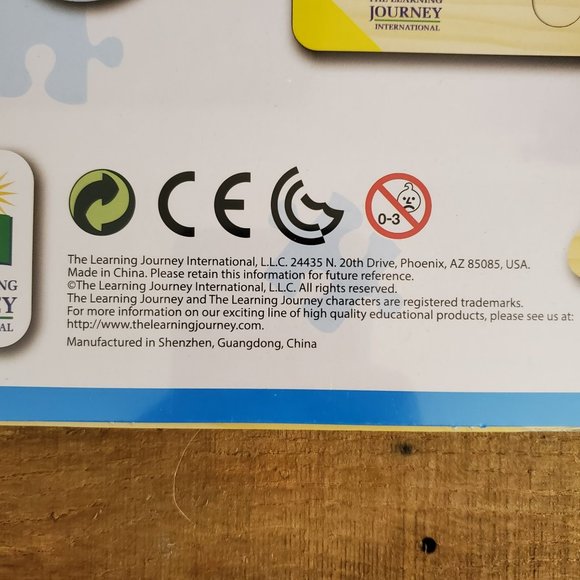 THE LEARNING
JOURNEY
INTERNATIONAL
CE
0-3
The Learning Journey International, L.L.C. 24435 N. 20th Drive, Phoenix, AZ 85085, USA.
Made in China. Please retain this information for future reference.
©The Learning Journey International, L.L.C. All rights reserved.
The Learning Journey and The Learning Journey characters are registered trademarks.
For more information on our exciting line of high quality educational products, please see us at:
http://www.thelearningjourney.com.
Manufactured in Shenzhen, Guangdong, China